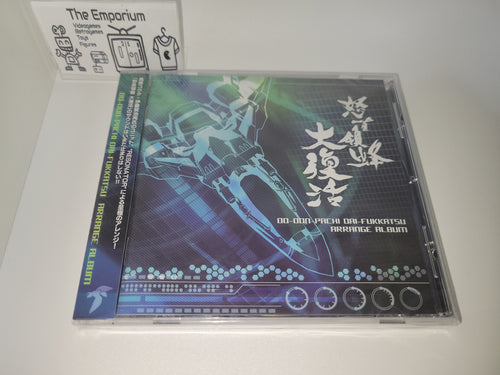 The Emporium
Videogames
Retrogames
Toys
Figures
怒首領蜂
大復活
DO-DON-PACHI DAI-FUKKATSU
ARRANGE ALBUM
DO-DON-PACHI DAI-FUKKATSU ARRANGE ALBUM